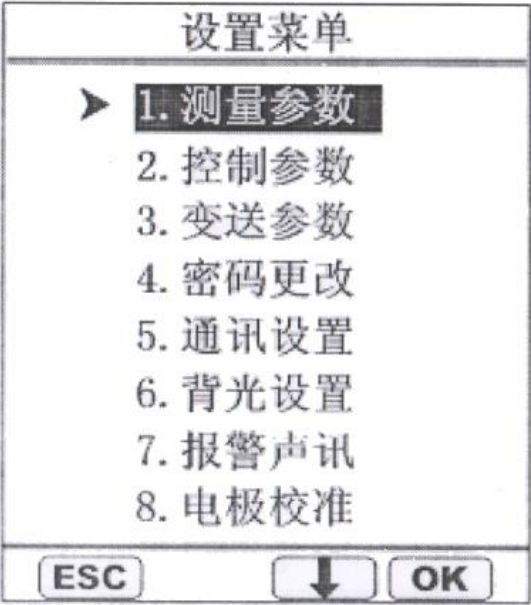 设置菜单
1. 测量参数
2. 控制参数
3. 变送参数
4. 密码更改
5. 通讯设置
6. 背光设置
7. 报警声讯
8. 电极校准
ESC OK